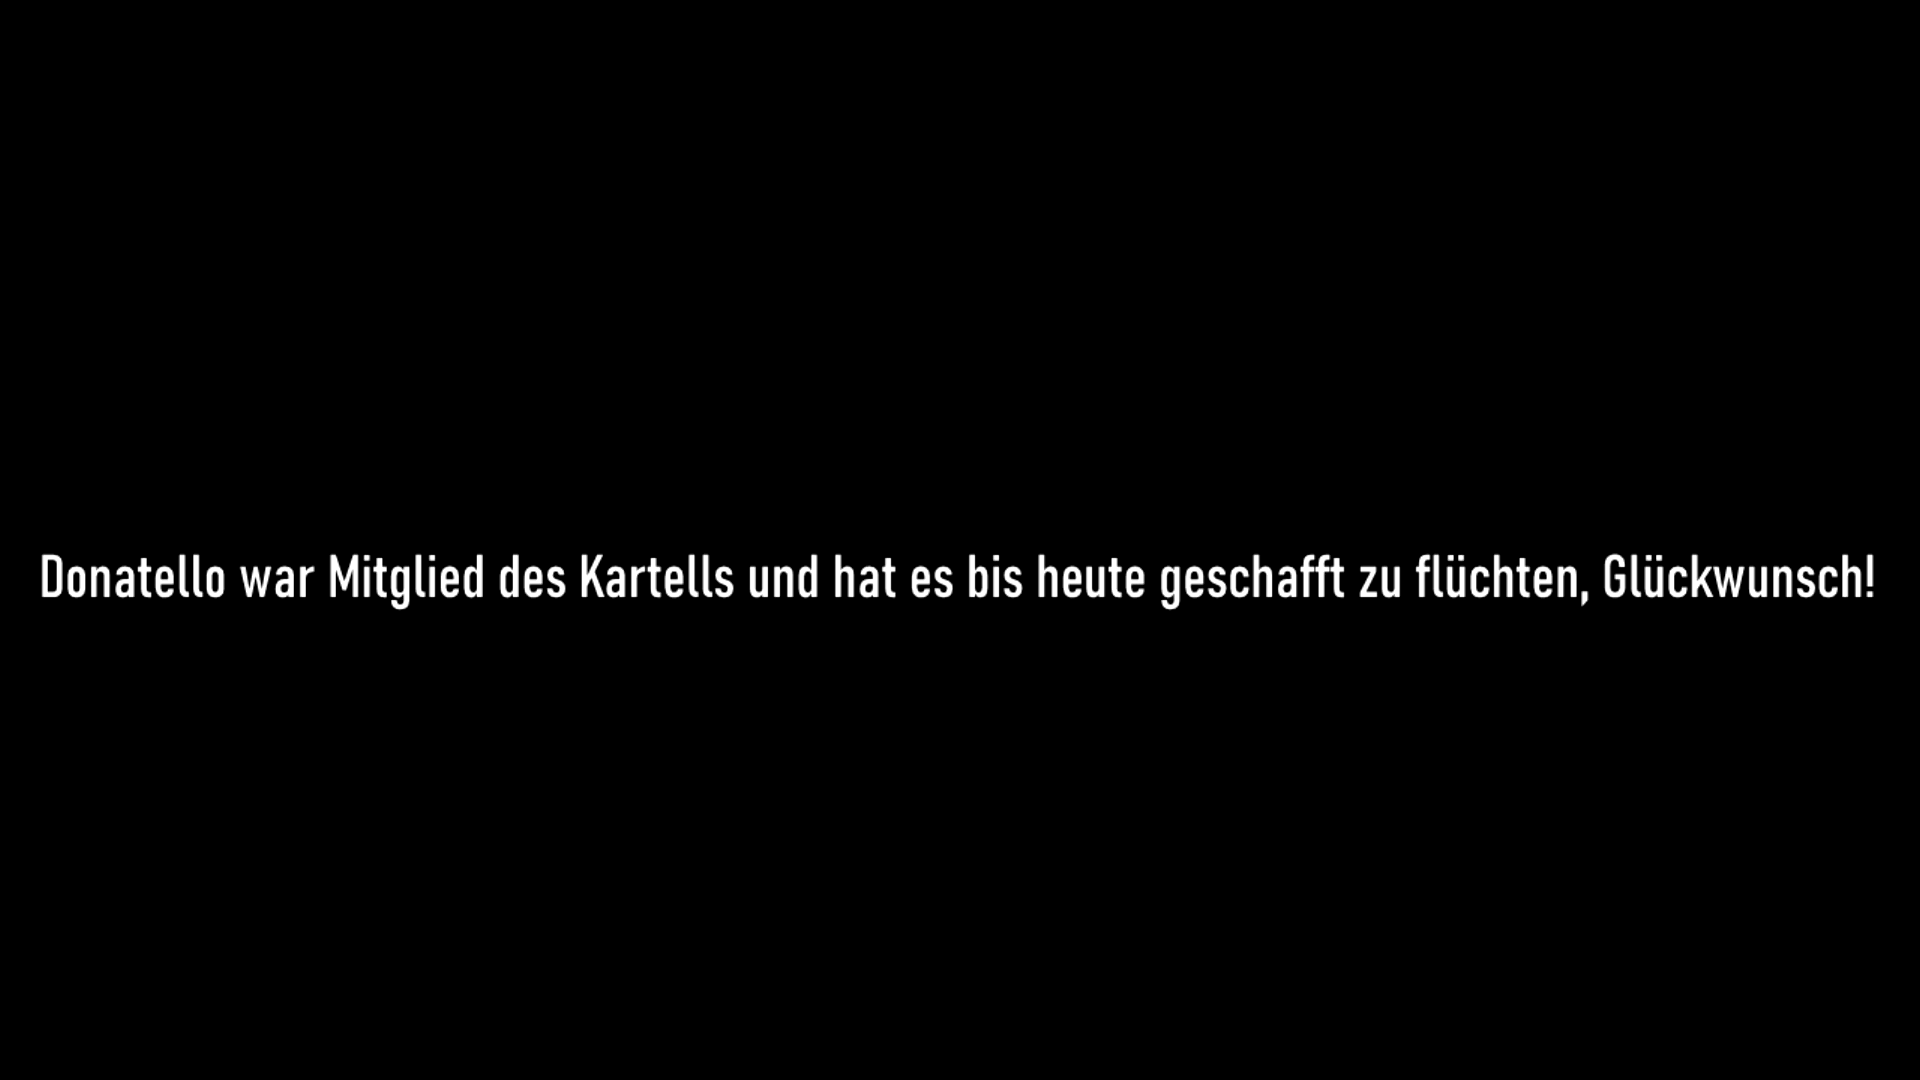 Donatello war Mitglied des Kartells und hat es bis heute geschafft zu flüchten, Glückwunsch!